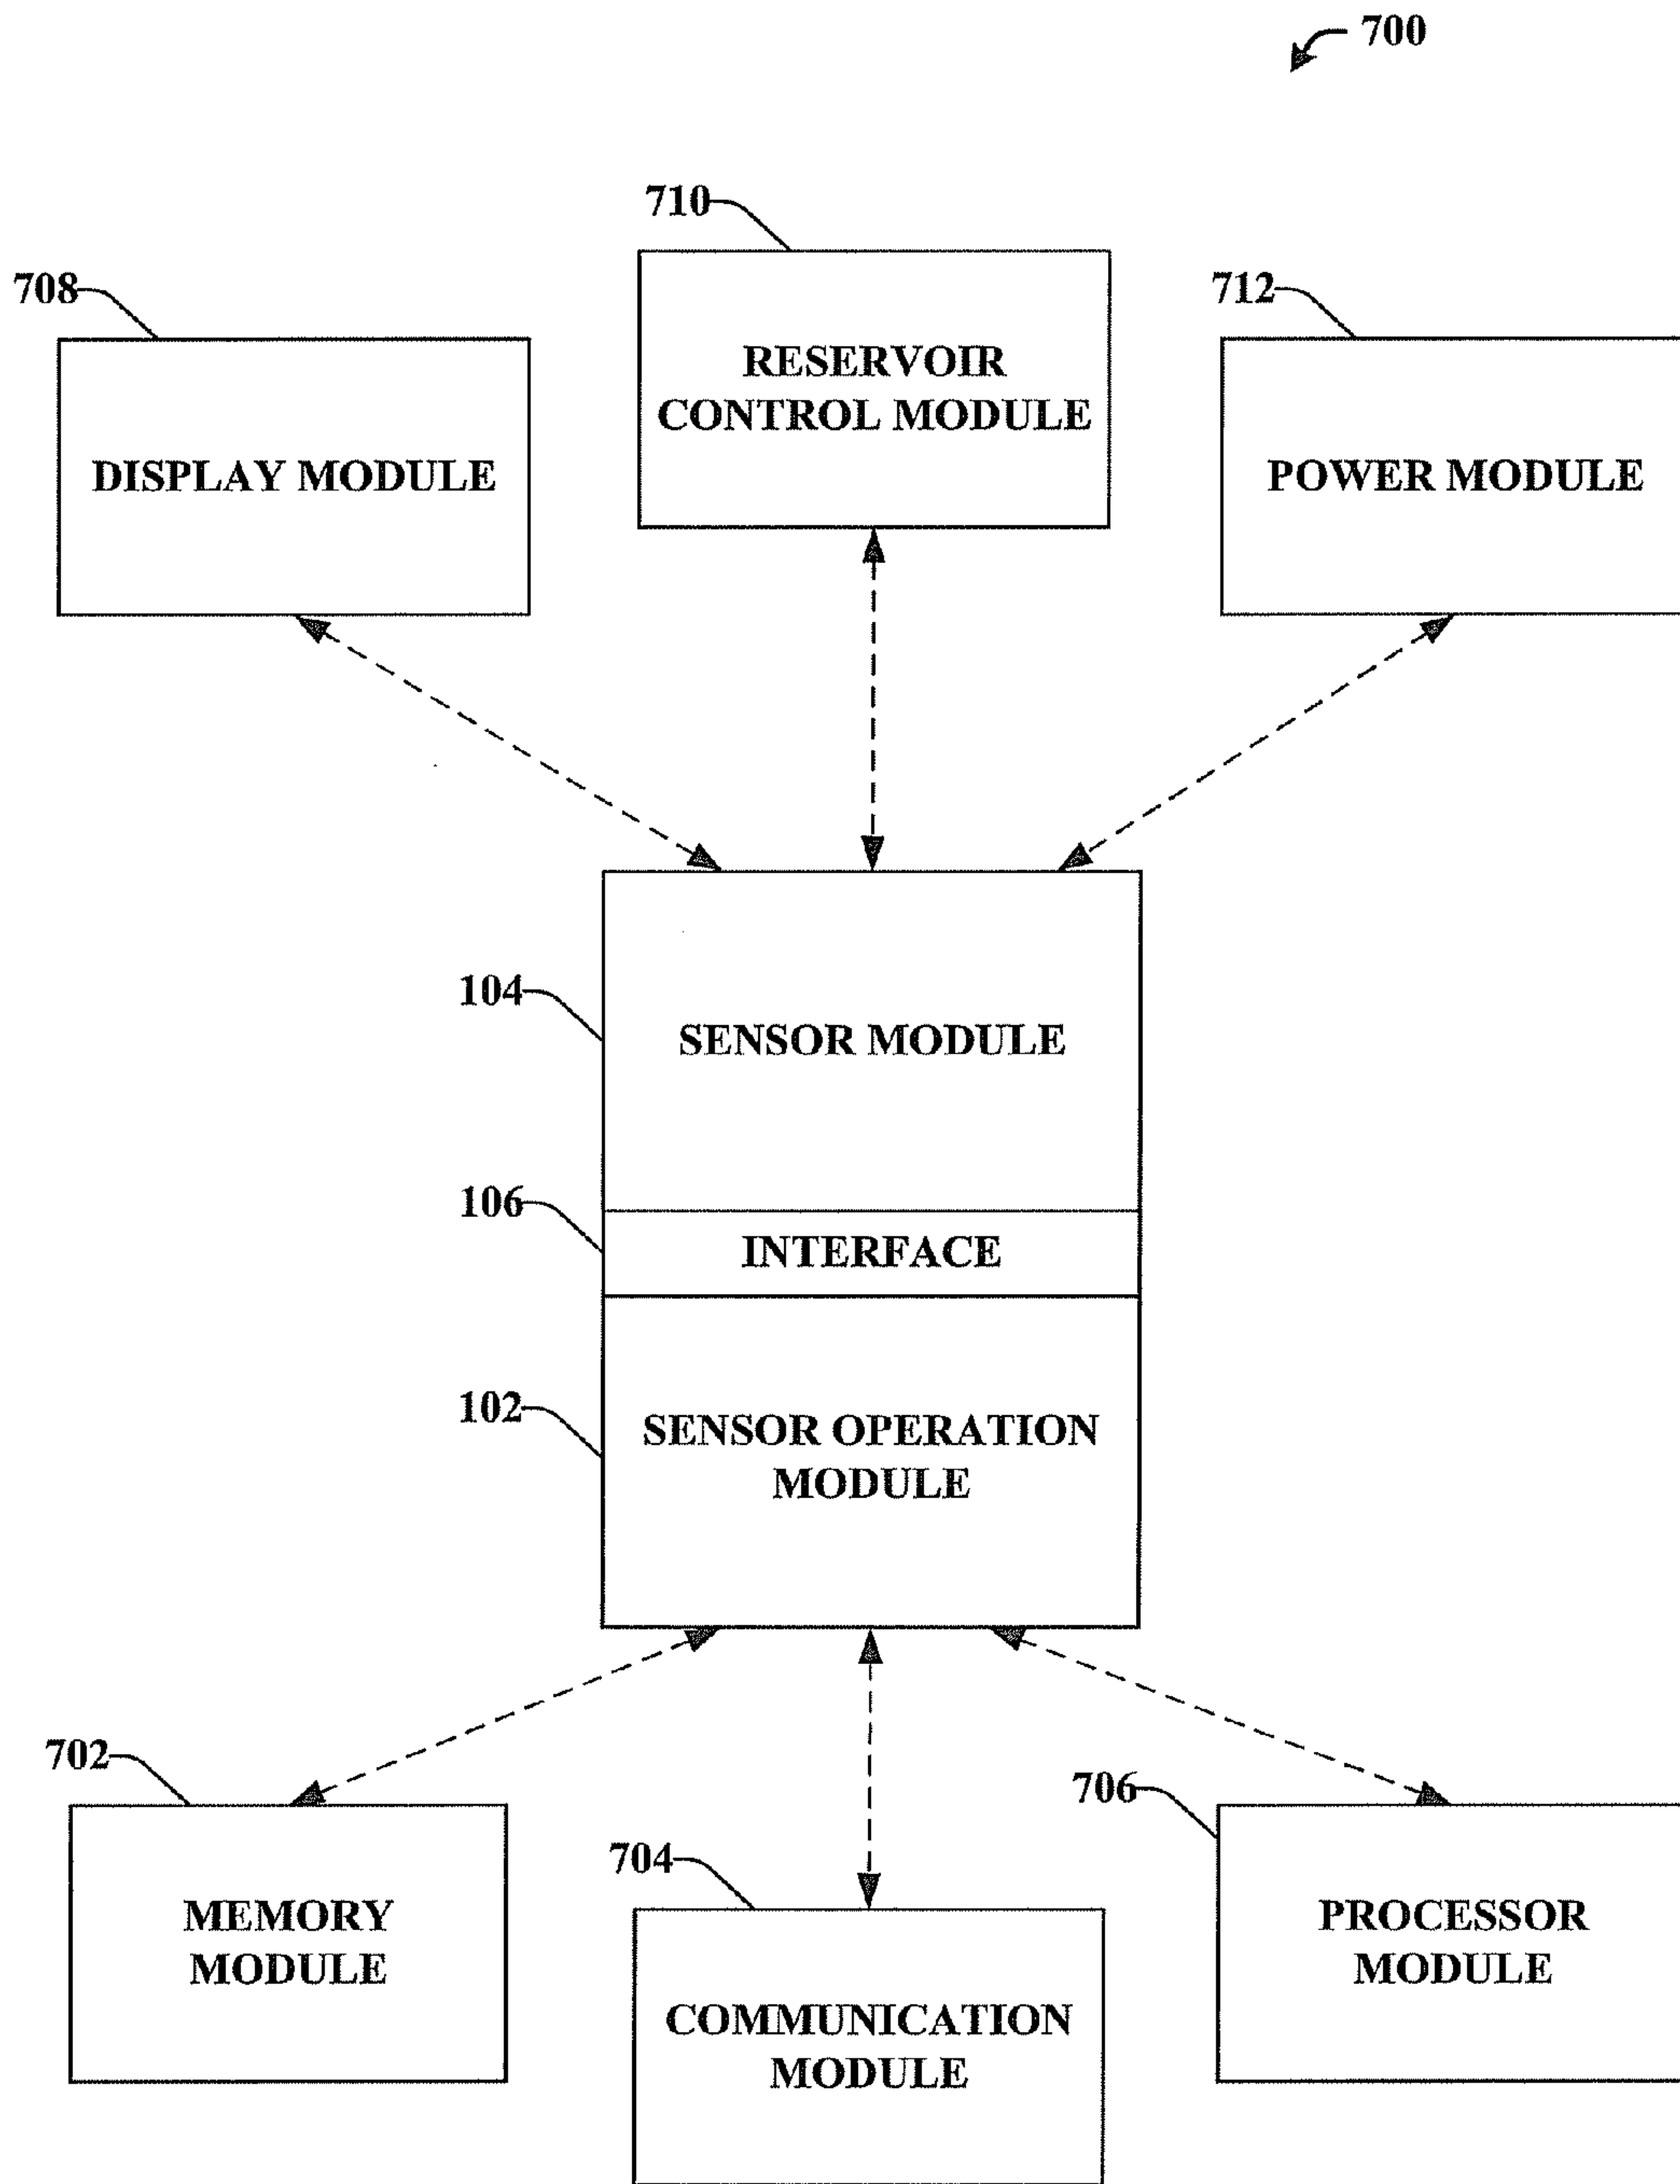 700
710
708
712
RESERVOIR
CONTROL MODULE
DISPLAY MODULE
POWER MODULE
104
SENSOR MODULE
106
INTERFACE
102
SENSOR OPERATION
MODULE
702
706
704
MEMORY
MODULE
PROCESSOR
MODULE
COMMUNICATION
MODULE